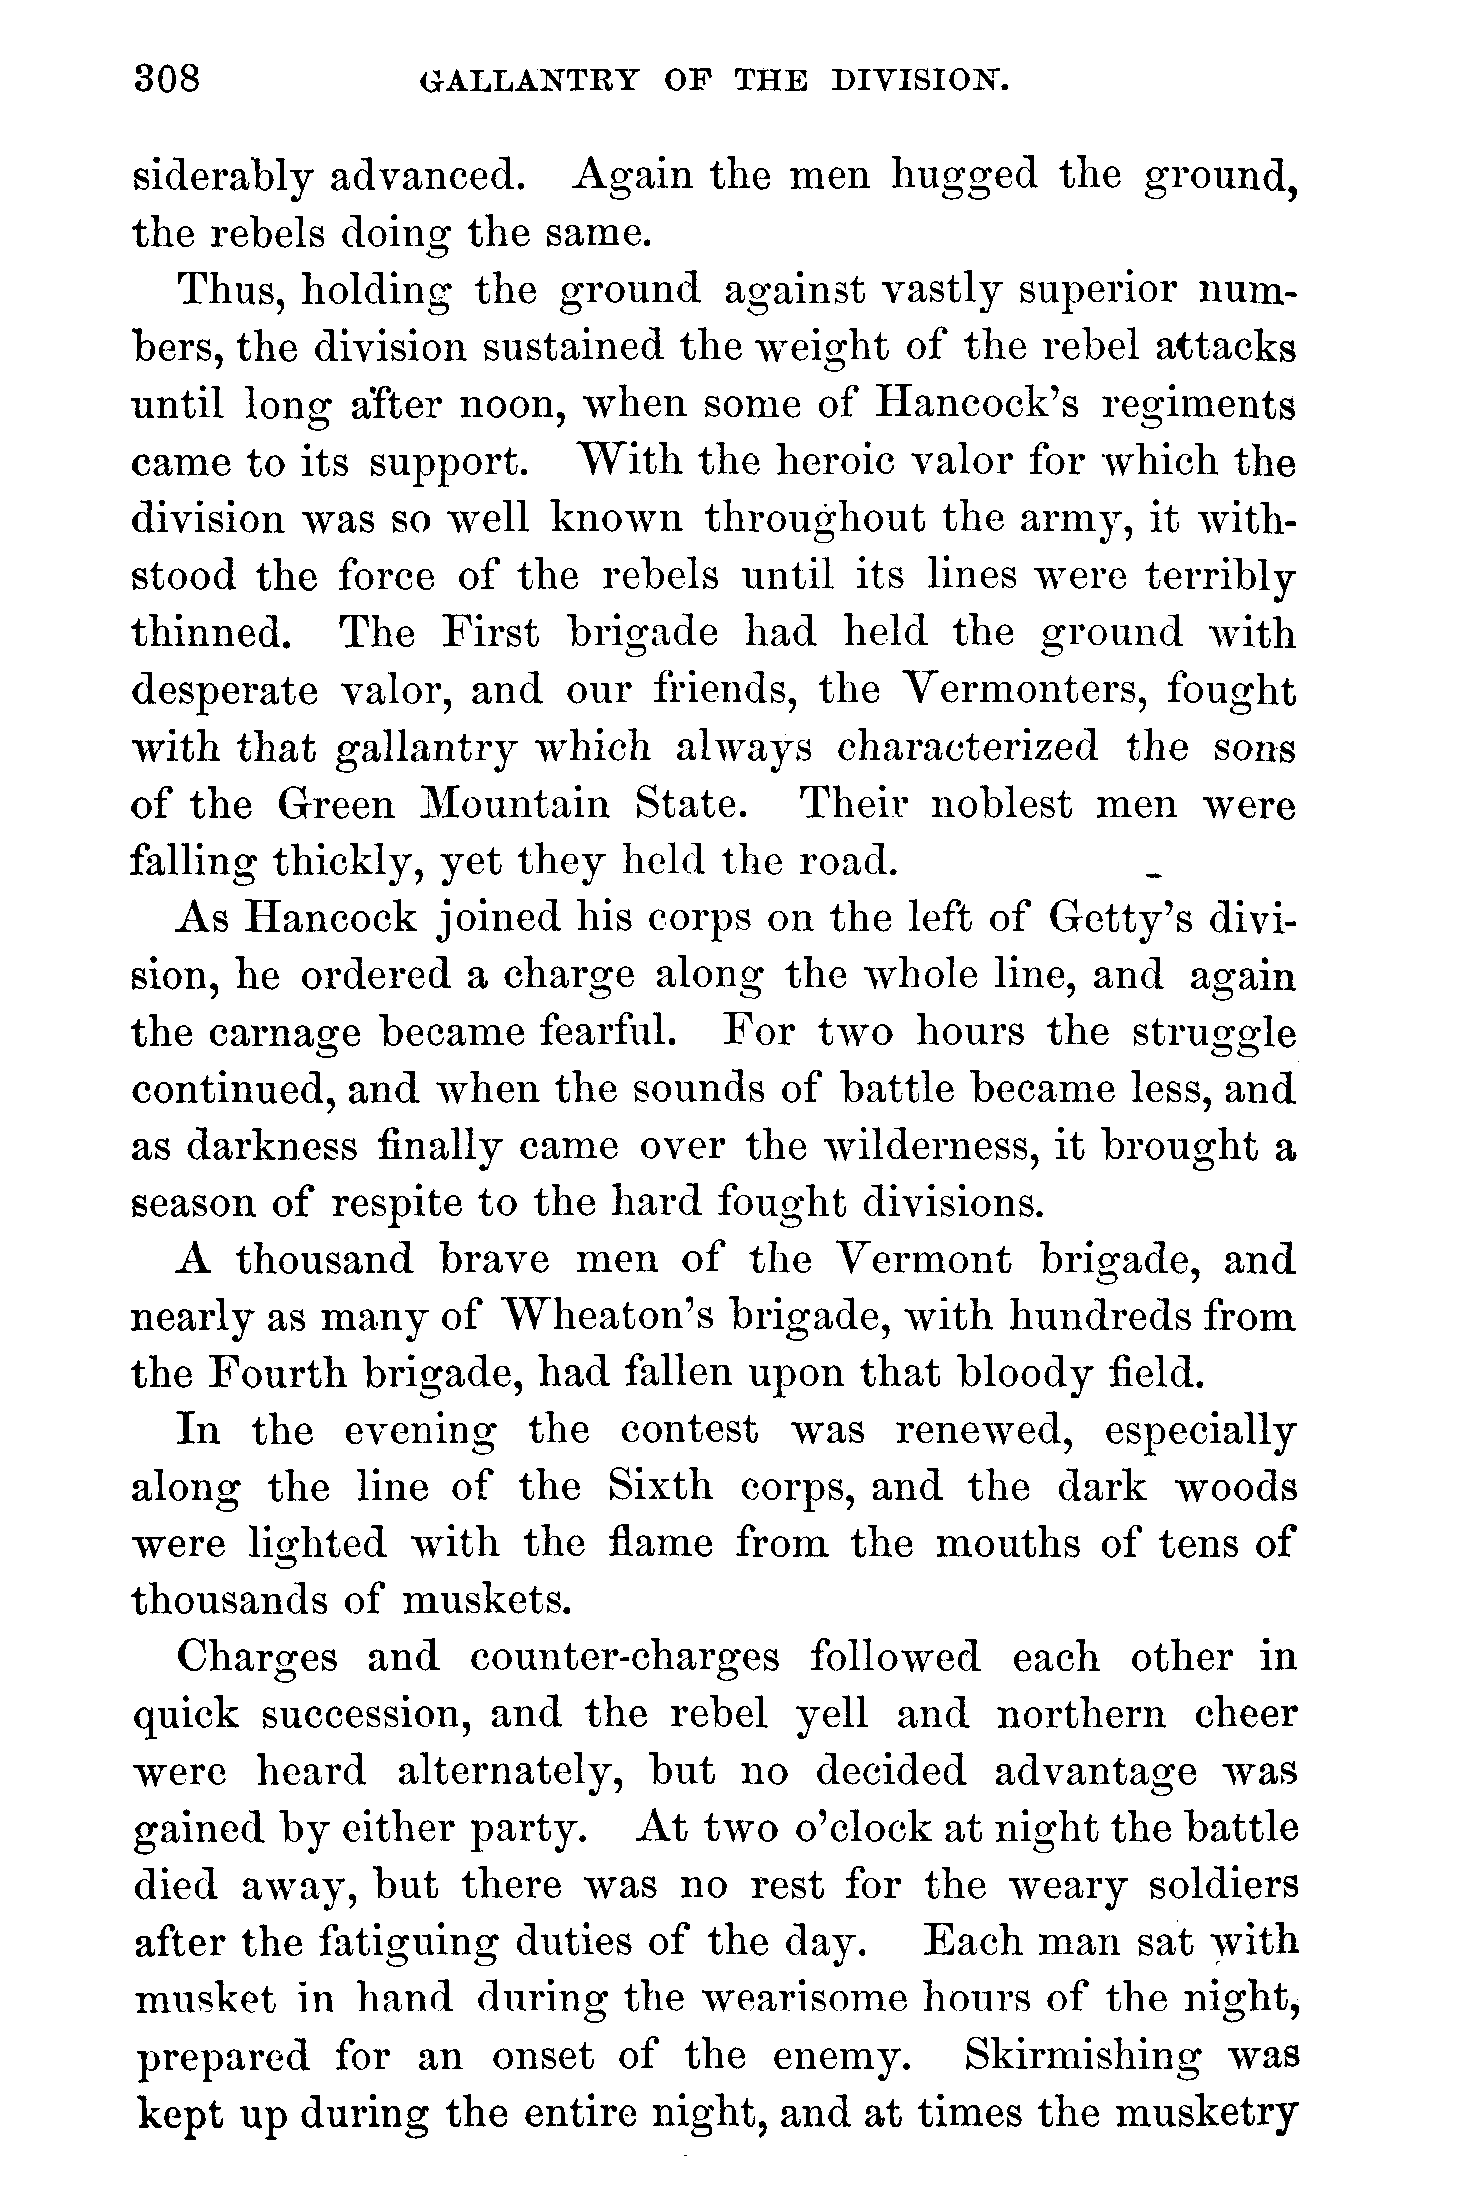 308 GALLANTRY OF THE DIVISION.
siderably advanced. Again the men hugged the ground,
the rebels doing the same.
Thus, holding the ground against vastly superior num-
bers, the division sustained the weight of the rebel attacks
until long after noon, when some of Hancock's regiments
came to its support. With the heroic valor for which the
division was so well known throughout the army, it with-
stood the force of the rebels until its lines were terribly
thinned. The First brigade had held the ground with
desperate valor, and our friends, the Vermonters, fought
with that gallantry which always characterized the sons
of the Green Mountain State. Their noblest men were
falling thickly, yet they held the road.
As Hancock joined his corps on the left of Getty's divi-
sion, he ordered a charge along the whole line, and again
the carnage became fearful. For two hours the struggle
continued, and when the sounds of battle became less, and
as darkness finally came over the wilderness, it brought a
season of respite to the hard fought divisions.
A thousand brave men of the Vermont brigade, and
nearly as many of Wheaton's brigade, with hundreds from
the Fourth brigade, had fallen upon that bloody field.
In the evening the contest was renewed, especially
along the line of the Sixth corps, and the dark woods
were lighted with the flame from the mouths of tens of
thousands of muskets.
Charges and counter-charges followed each other in
quick succession, and the rebel yell and northern cheer
were heard alternately, but no decided advantage was
gained by either party. At two o'clock at night the battle
died away, but there was no rest for the weary soldiers
after the fatiguing duties of the day. Each man sat with
musket in hand during the wearisome hours of the night,
prepared for an onset of the enemy. Skirmishing was
kept up during the entire night, and at times the musketry